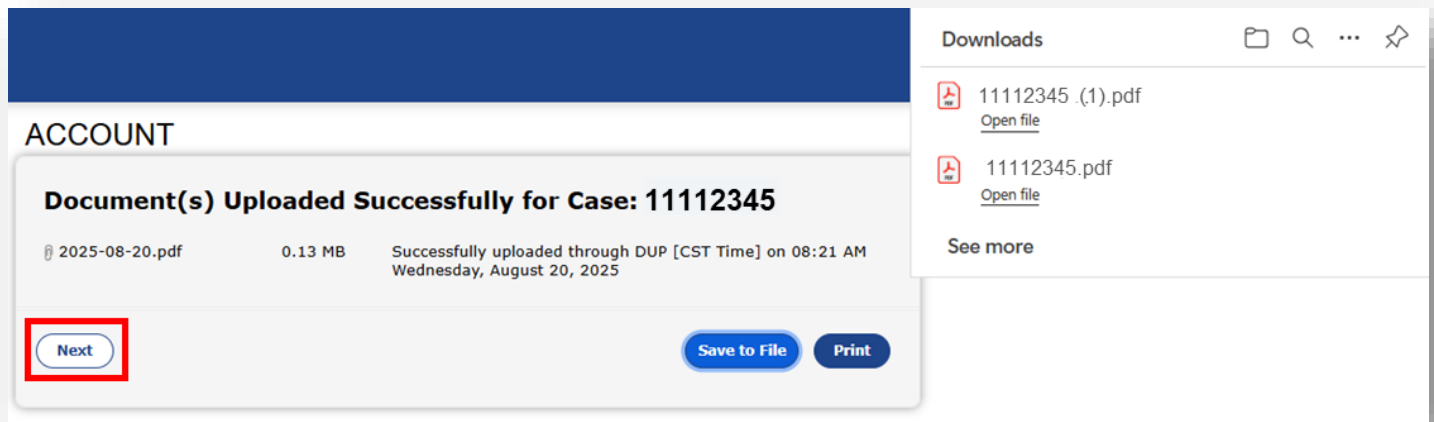 ACCOUNT
Document(s) Uploaded Successfully for Case: 11112345
2025-08-20.pdf 0.13 MB Successfully uploaded through DUP [CST Time] on 08:21 AM
Wednesday, August 20, 2025
Next Save to File Print
Downloads
PDF
11112345 .(.1).pdf
Open file
PDF
11112345.pdf
Open file
See more